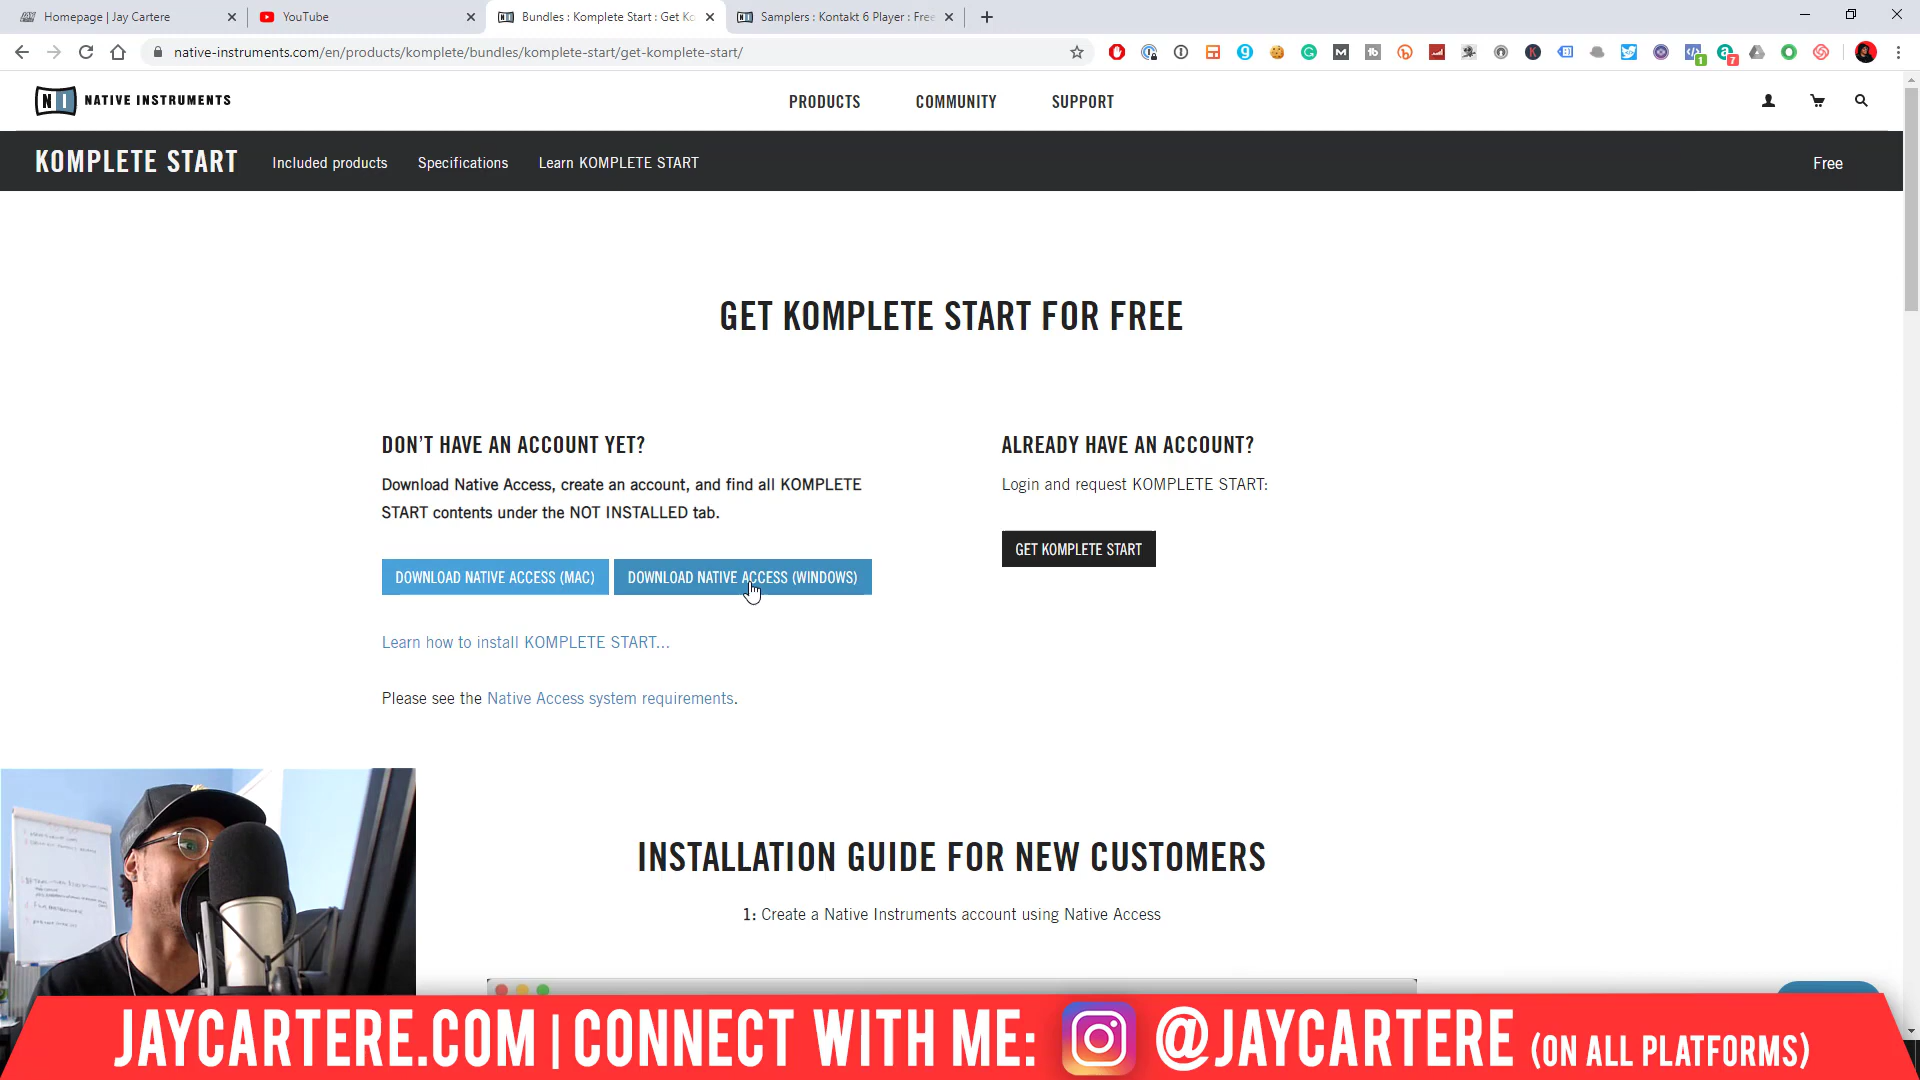 Homepage | Jay Cartere
YouTube
Bundles : Komplete Start : Get Ko
Samplers : Kontakt 6 Player : Free
native-instruments.com/en/products/komplete/bundles/komplete-start/get-komplete-start/
NI NATIVE INSTRUMENTS
PRODUCTS COMMUNITY SUPPORT
KOMPLETE START Included products Specifications Learn KOMPLETE START Free
GET KOMPLETE START FOR FREE
DON'T HAVE AN ACCOUNT YET?
Download Native Access, create an account, and find all KOMPLETE
START contents under the NOT INSTALLED tab.
DOWNLOAD NATIVE ACCESS (MAC) DOWNLOAD NATIVE ACCESS (WINDOWS)
Learn how to install KOMPLETE START...
Please see the Native Access system requirements.
ALREADY HAVE AN ACCOUNT?
Login and request KOMPLETE START:
GET KOMPLETE START
INSTALLATION GUIDE FOR NEW CUSTOMERS
1: Create a Native Instruments account using Native Access
JAYCARTERE.COM | CONNECT WITH ME: @JAYCARTERE (ON ALL PLATFORMS)